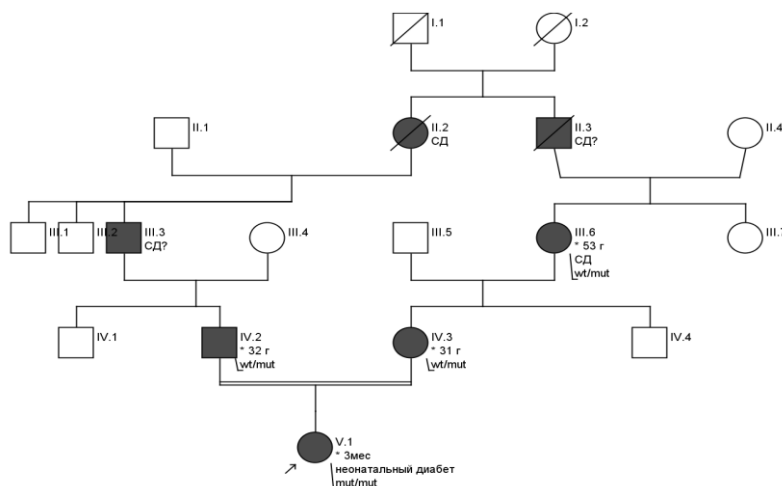 I.1
I.2
II.1
II.2
СД
II.3
СД?
II.4
III.1
III.2
III.3
СД?
III.4
III.5
III.6
* 53 г
СД
wt/mut
III.7
IV.1
IV.2
* 32 г
wt/mut
IV.3
* 31 г
wt/mut
IV.4
V.1
* 3мес
неонатальный диабет
mut/mut